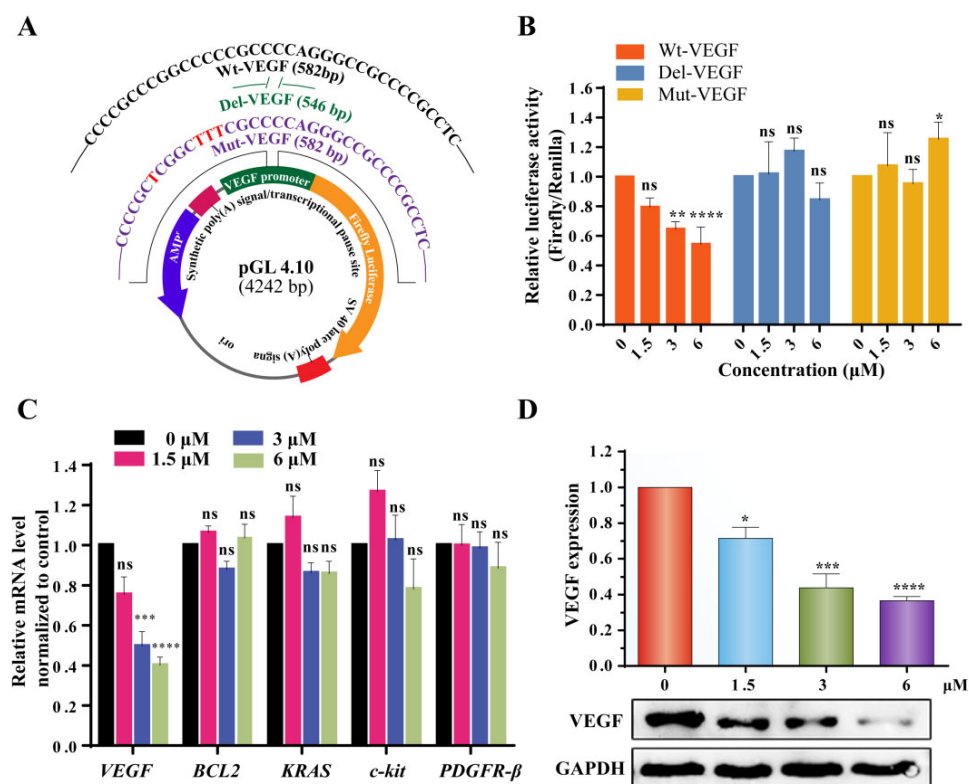 A
CCCCGCCCGGCCCCCGCCCCAGGGCCGCCCCCGCCTC
Wt-VEGF (582bp)
Del-VEGF (546 bp)
CCCCGCTCGGCTTTCGCCCCAGGGCCGCCCCCGCCTC
Mut-VEGF (582 bp)
VEGF promoter
Synthetic poly(A) signal/transcriptional pause site
AMPr
Firefly Luciferase
pGL 4.10
(4242 bp)
SV 40 late poly(A) signa
ori
B
Wt-VEGF
Del-VEGF
Mut-VEGF
Relative luciferase activity
(Firefly/Renilla)
1.6
1.4
1.2
1.0
0.8
0.6
0.4
0.2
0.0
ns ** ****
ns ns ns
ns ns *
0 1.5 3 6 0 1.5 3 6 0 1.5 3 6
Concentration (μM)
C
0 μM
1.5 μM
3 μM
6 μM
Relative mRNA level
normalized to control
1.4
1.2
1.0
0.8
0.6
0.4
0.2
0.0
ns *** ****
ns ns ns
ns ns ns
ns ns ns
ns ns ns
VEGF BCL2 KRAS c-kit PDGFR-β
D
VEGF expression
1.2
1.0
0.8
0.6
0.4
0.2
0.0
* *** ****
0 1.5 3 6 μM
VEGF
GAPDH